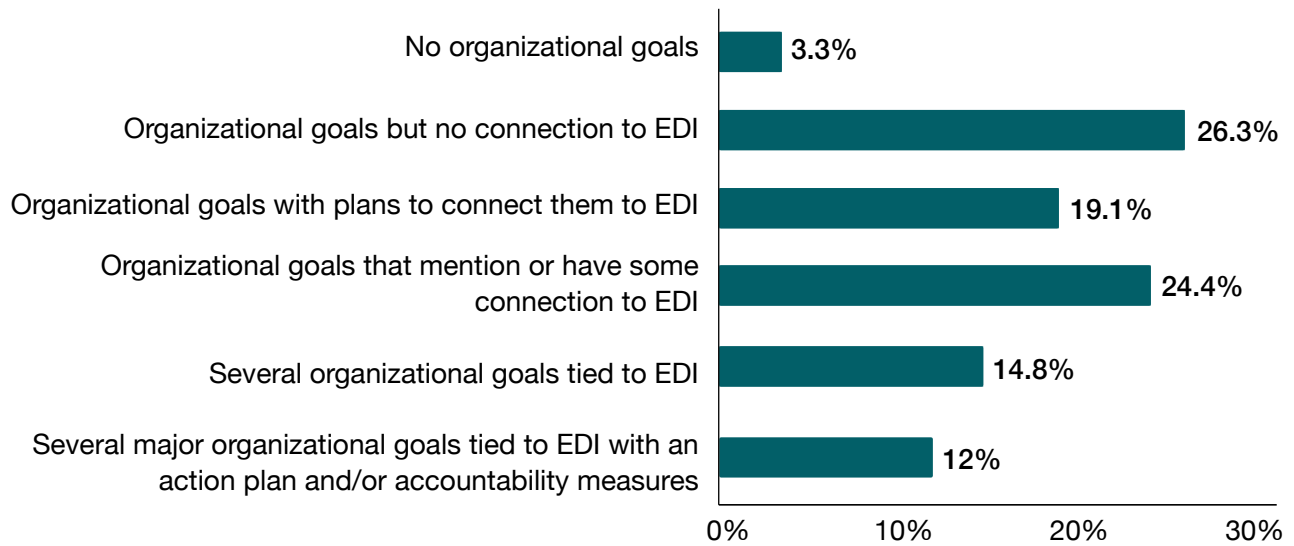 No organizational goals
3.3%
Organizational goals but no connection to EDI
26.3%
Organizational goals with plans to connect them to EDI
19.1%
Organizational goals that mention or have some
connection to EDI
24.4%
Several organizational goals tied to EDI
14.8%
Several major organizational goals tied to EDI with an
action plan and/or accountability measures
12%
0% 10% 20% 30%